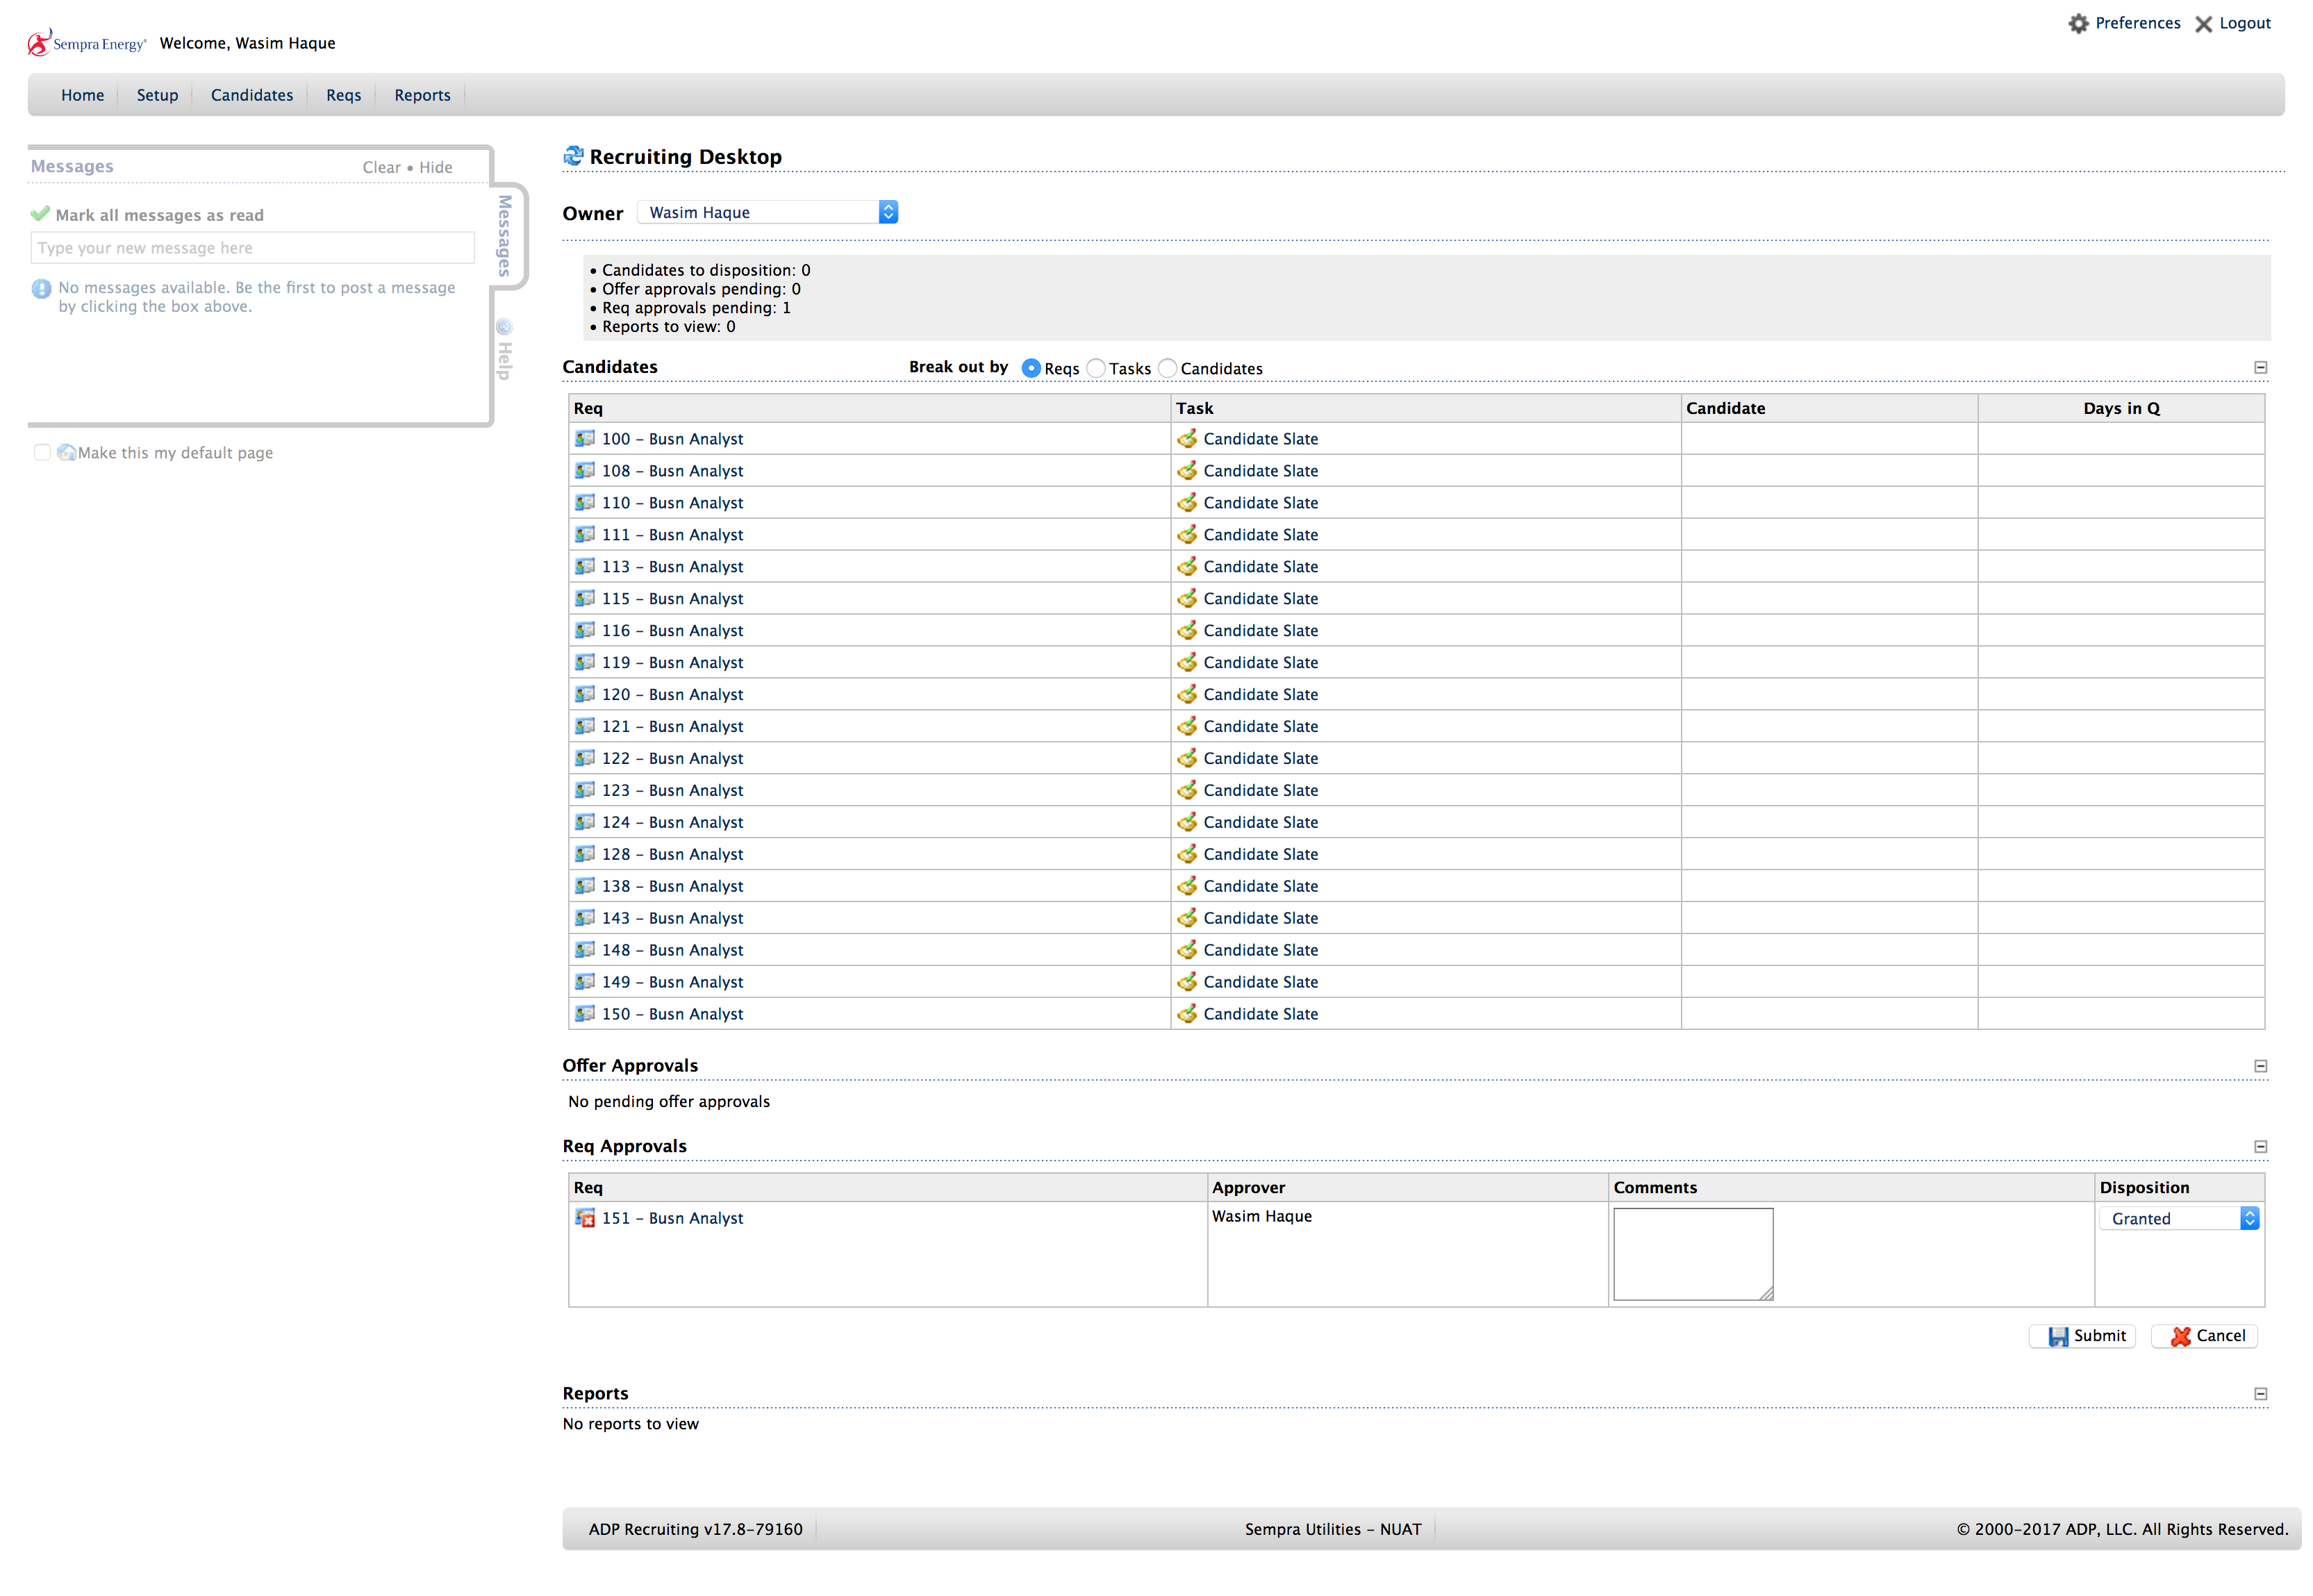 Preferences Logout
Sempra Energy® Welcome, Wasim Haque
Home Setup Candidates Reqs Reports
Messages Clear • Hide
Mark all messages as read
Type your new message here
No messages available. Be the first to post a message
by clicking the box above.
Messages
Help
Make this my default page
Recruiting Desktop
Owner Wasim Haque
• Candidates to disposition: 0
• Offer approvals pending: 0
• Req approvals pending: 1
• Reports to view: 0
Candidates Break out by Reqs Tasks Candidates
Req Task Candidate Days in Q
100 – Busn Analyst Candidate Slate
108 – Busn Analyst Candidate Slate
110 – Busn Analyst Candidate Slate
111 – Busn Analyst Candidate Slate
113 – Busn Analyst Candidate Slate
115 – Busn Analyst Candidate Slate
116 – Busn Analyst Candidate Slate
119 – Busn Analyst Candidate Slate
120 – Busn Analyst Candidate Slate
121 – Busn Analyst Candidate Slate
122 – Busn Analyst Candidate Slate
123 – Busn Analyst Candidate Slate
124 – Busn Analyst Candidate Slate
128 – Busn Analyst Candidate Slate
138 – Busn Analyst Candidate Slate
143 – Busn Analyst Candidate Slate
148 – Busn Analyst Candidate Slate
149 – Busn Analyst Candidate Slate
150 – Busn Analyst Candidate Slate
Offer Approvals
No pending offer approvals
Req Approvals
Req Approver Comments Disposition
151 – Busn Analyst Wasim Haque Granted
Submit Cancel
Reports
No reports to view
ADP Recruiting v17.8–79160 Sempra Utilities – NUAT © 2000–2017 ADP, LLC. All Rights Reserved.